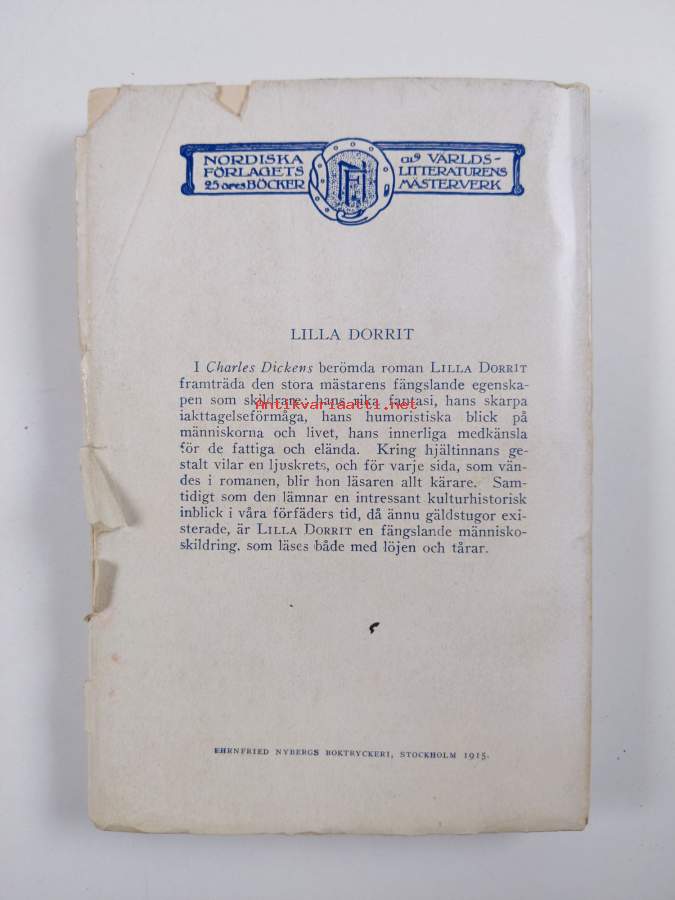 NORDISKA
FÖRLAGETS
25 öres BÖCKER
av VÄRLDS-
LITTERATURENS
MÄSTERVERK
LILLA DORRIT
I Charles Dickens berömda roman LILLA DORRIT
framträda den stora mästarens fängslande egenska-
pen som skildrare: hans rika fantasi, hans skarpa
Antikvariaatti.net
iakttagelseförmåga, hans humoristiska blick på
människorna och livet, hans innerliga medkänsla
för de fattiga och elända. Kring hjältinnans ge-
stalt vilar en ljuskrets, och för varje sida, som vän-
des i romanen, blir hon läsaren allt kärare. Sam-
tidigt som den lämnar en intressant kulturhistorisk
inblick i våra förfäders tid, då ännu gäldstugor exi-
sterade, är LILLA DORRIT en fängslande människo-
skildring, som läses både med löjen och tårar.
EHRNFRIED NYBERGS BOKTRYCKERI, STOCKHOLM 1915.